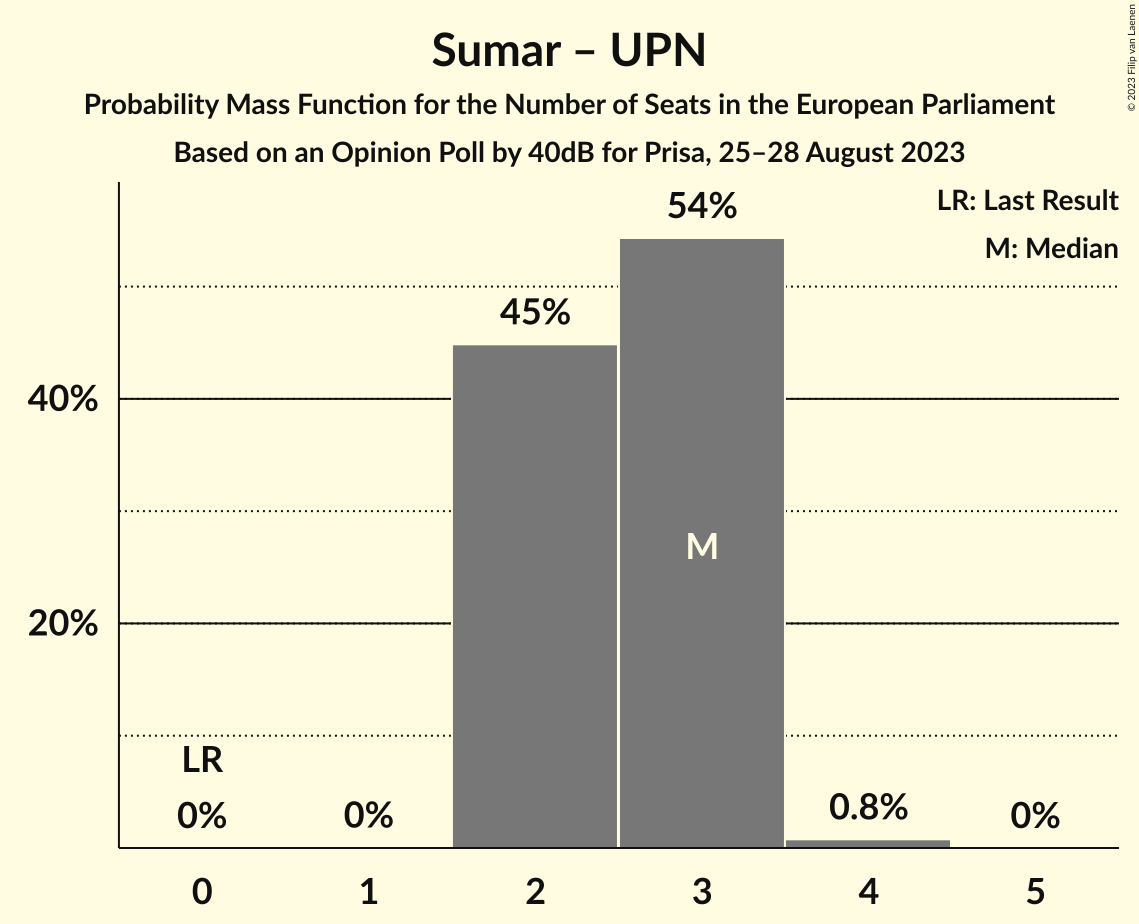 Sumar – UPN
Probability Mass Function for the Number of Seats in the European Parliament
Based on an Opinion Poll by 40dB for Prisa, 25–28 August 2023
© 2023 Filip van Laenen
LR: Last Result
M: Median
54%
45%
40%
M
20%
LR
0%
0%
0.8%
0%
0
1
2
3
4
5